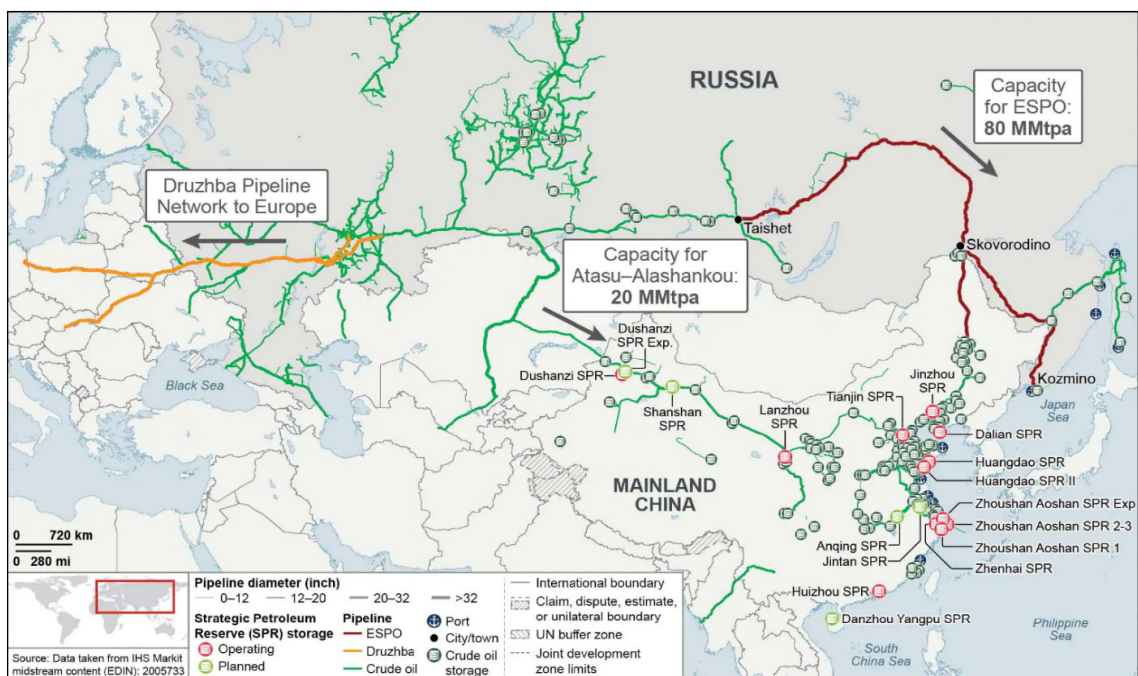 RUSSIA
Capacity
for ESPO:
80 MMtpa
Druzhba Pipeline
Network to Europe
Taishet
Skovorodino
Capacity for
Atasu–Alashankou:
20 MMtpa
Dushanzi
SPR Exp.
Dushanzi SPR
Black Sea
Shanshan
SPR
Lanzhou
SPR
Tianjin SPR
Jinzhou
SPR
Kozmino
Japan
Sea
Dalian SPR
Huangdao SPR
Huangdao SPR II
MAINLAND
CHINA
Zhoushan Aoshan SPR Exp.
Zhoushan Aoshan SPR 2-3
Zhoushan Aoshan SPR 1
Anqing SPR
Jintan SPR
Zhenhai SPR
Huizhou SPR
Danzhou Yangpu SPR
Philippine
Sea
South China Sea
0 720 km
0 280 mi
Pipeline diameter (inch)
0–12 12–20 20–32 >32
Strategic Petroleum
Reserve (SPR) storage
Operating
Planned
Pipeline
ESPO
Druzhba
Crude oil
Port
City/town
Crude oil
storage
International boundary
Claim, dispute, estimate,
or unilateral boundary
UN buffer zone
Joint development
zone limits
Source: Data taken from IHS Markit
midstream content (EDIN): 2005733